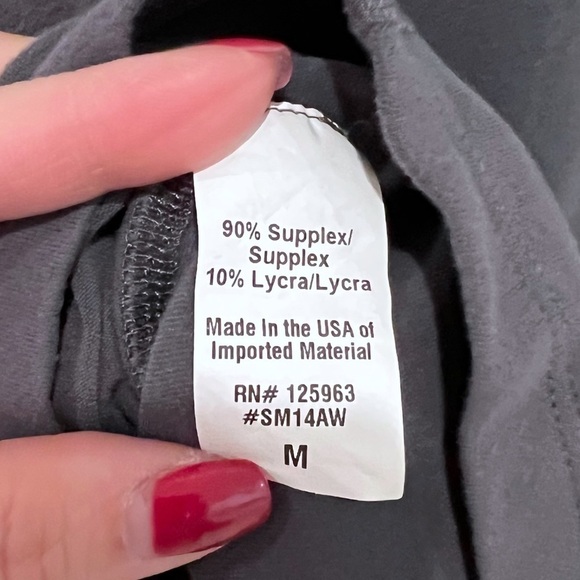 90% Supplex/
Supplex
10% Lycra/Lycra
Made In the USA of
Imported Material
RN# 125963
#SM14AW
M